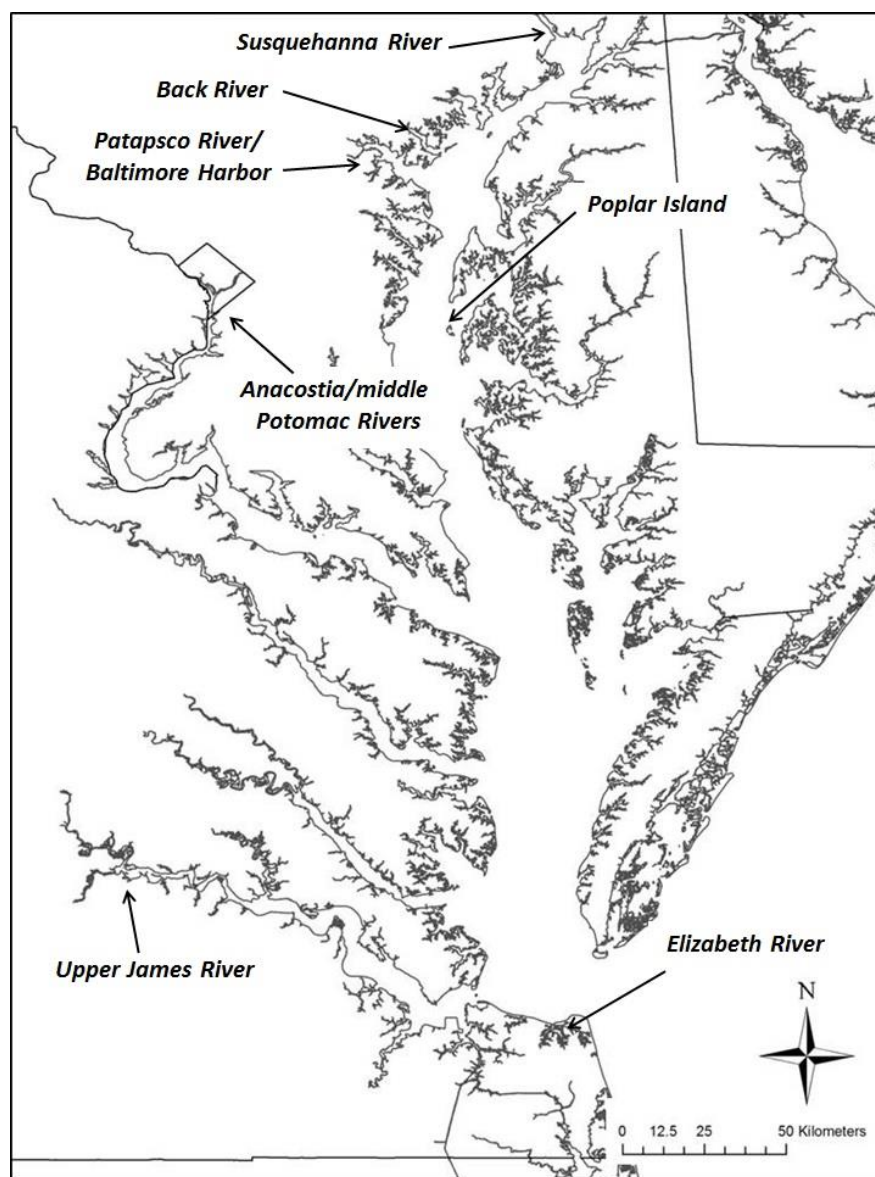 Susquehanna River
Back River
Patapsco River/
Baltimore Harbor
Poplar Island
Anacostia/middle
Potomac Rivers
Elizabeth River
Upper James River
N
0 12.5 25 50 Kilometers